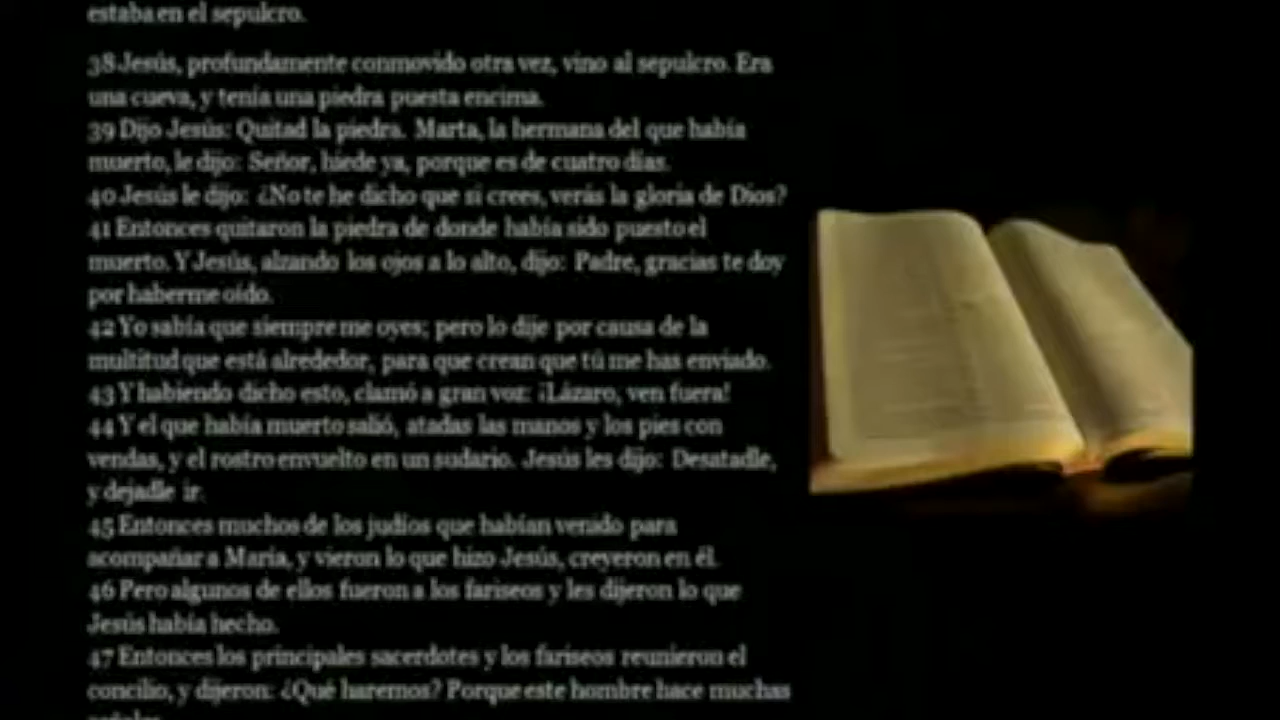 estaba en el sepulcro.
38 Jesús, profundamente conmovido otra vez, vino al sepulcro. Era
una cueva, y tenía una piedra puesta encima.
39 Dijo Jesús: Quitad la piedra. Marta, la hermana del que había
muerto, le dijo: Señor, hiede ya, porque es de cuatro días.
40 Jesús le dijo: ¿No te he dicho que si crees, verás la gloria de Dios?
41 Entonces quitaron la piedra de donde había sido puesto el
muerto. Y Jesús, alzando los ojos a lo alto, dijo: Padre, gracias te doy
por haberme oído.
42 Yo sabía que siempre me oyes; pero lo dije por causa de la
multitud que está alrededor, para que crean que tú me has enviado.
43 Y habiendo dicho esto, clamó a gran voz: ¡Lázaro, ven fuera!
44 Y el que había muerto salió, atadas las manos y los pies con
vendas, y el rostro envuelto en un sudario. Jesús les dijo: Desatadle,
y dejadle ir.
45 Entonces muchos de los judíos que habían venido para
acompañar a María, y vieron lo que hizo Jesús, creyeron en él.
46 Pero algunos de ellos fueron a los fariseos y les dijeron lo que
Jesús había hecho.
47 Entonces los principales sacerdotes y los fariseos reunieron el
concilio, y dijeron: ¿Qué haremos? Porque este hombre hace muchas